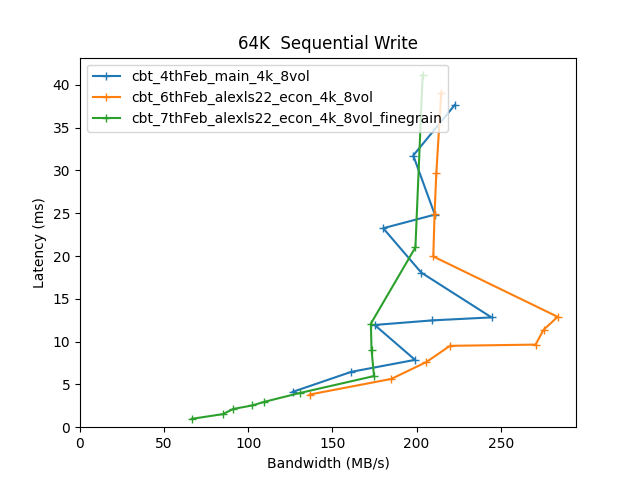 64K  Sequential Write
cbt_4thFeb_main_4k_8vol
cbt_6thFeb_alexls22_econ_4k_8vol
cbt_7thFeb_alexls22_econ_4k_8vol_finegrain
Latency (ms)
40
35
30
25
20
15
10
5
0
0 50 100 150 200 250
Bandwidth (MB/s)